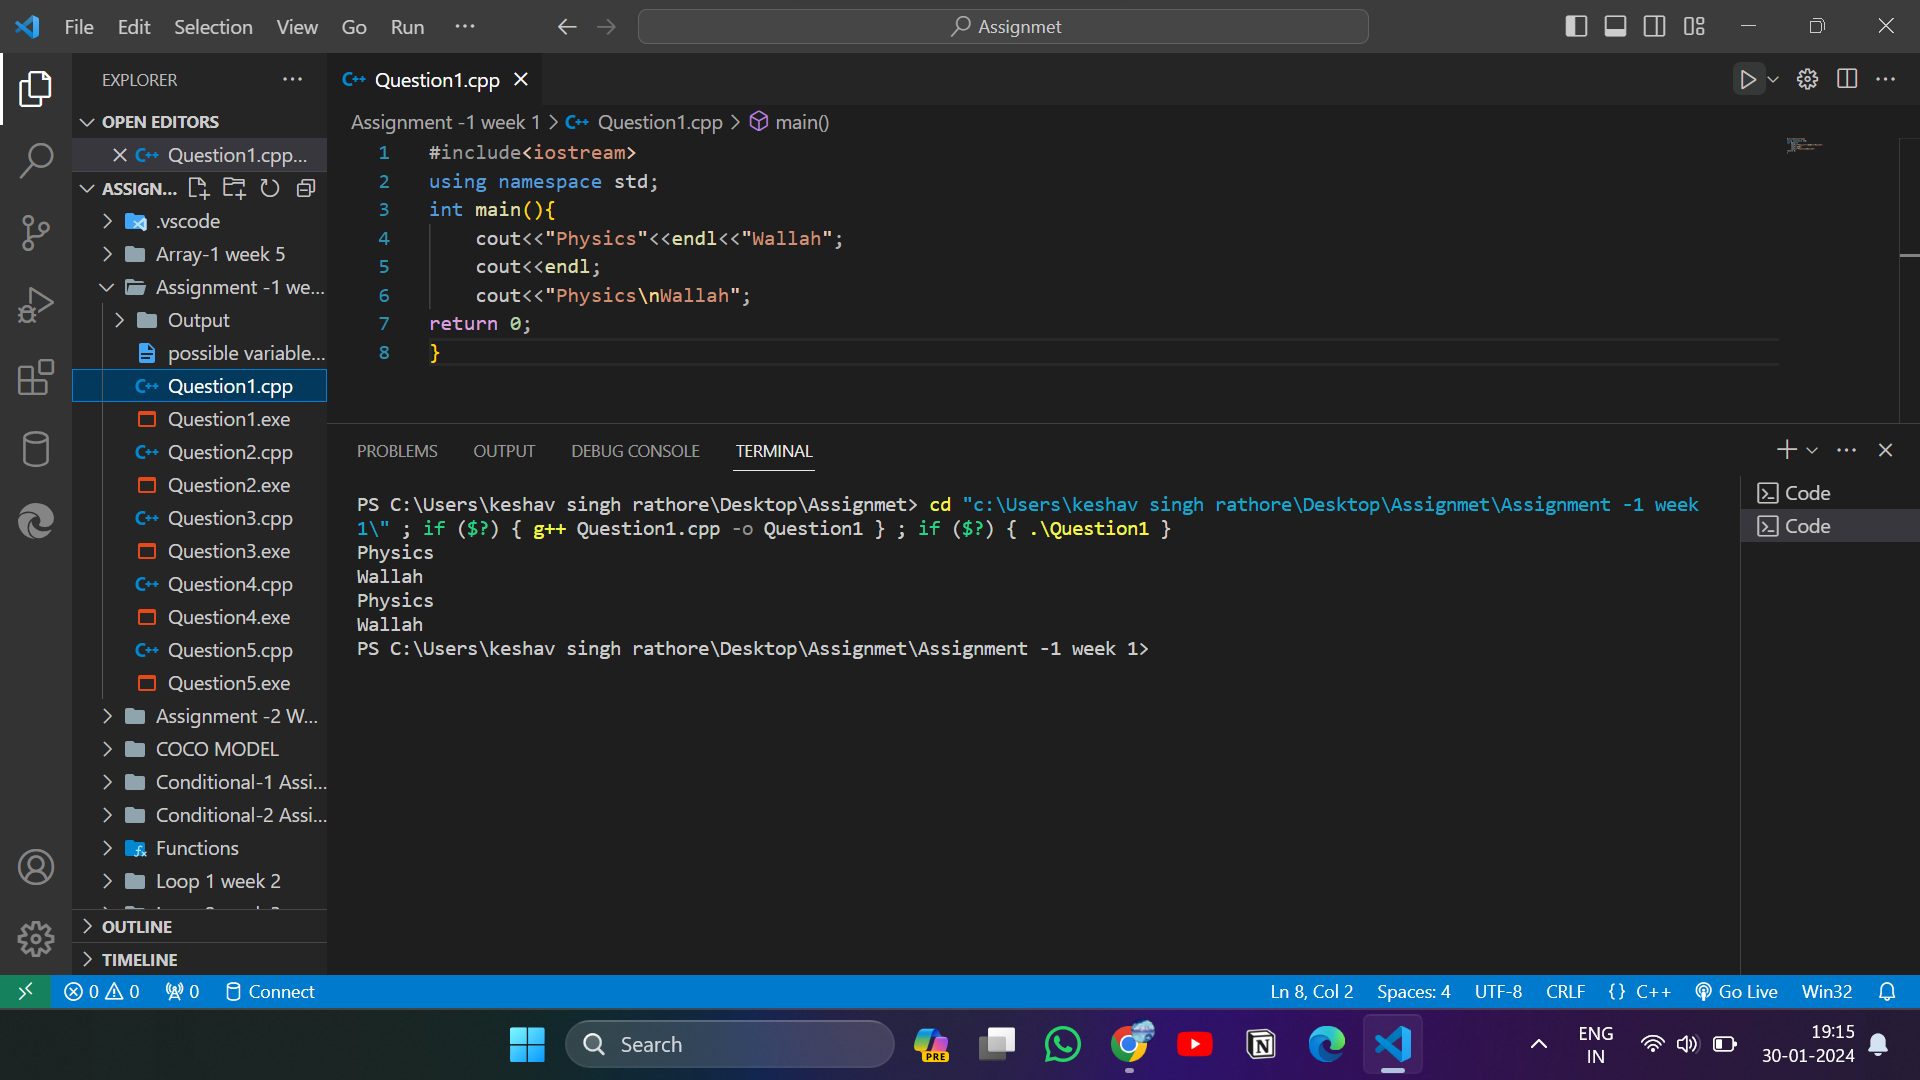 File Edit Selection View Go Run ... Assignmet
EXPLORER ...
OPEN EDITORS
Question1.cpp...
ASSIGN...
.vscode
Array-1 week 5
Assignment -1 we...
Output
possible variable...
Question1.cpp
Question1.exe
Question2.cpp
Question2.exe
Question3.cpp
Question3.exe
Question4.cpp
Question4.exe
Question5.cpp
Question5.exe
Assignment -2 W...
COCO MODEL
Conditional-1 Assi...
Conditional-2 Assi...
Functions
Loop 1 week 2
OUTLINE
TIMELINE
Question1.cpp
Assignment -1 week 1 > Question1.cpp > main()
1 #include<iostream>
2 using namespace std;
3 int main(){
4 cout<<"Physics"<<endl<<"Wallah";
5 cout<<endl;
6 cout<<"Physics\nWallah";
7 return 0;
8 }
PROBLEMS OUTPUT DEBUG CONSOLE TERMINAL
PS C:\Users\keshav singh rathore\Desktop\Assignmet> cd "c:\Users\keshav singh rathore\Desktop\Assignmet\Assignment -1 week
1\" ; if ($?) { g++ Question1.cpp -o Question1 } ; if ($?) { .\Question1 }
Physics
Wallah
Physics
Wallah
PS C:\Users\keshav singh rathore\Desktop\Assignmet\Assignment -1 week 1>
Code
Code
0 0 0 Connect Ln 8, Col 2 Spaces: 4 UTF-8 CRLF {} C++ Go Live Win32
Search PRE
ENG
IN
19:15
30-01-2024